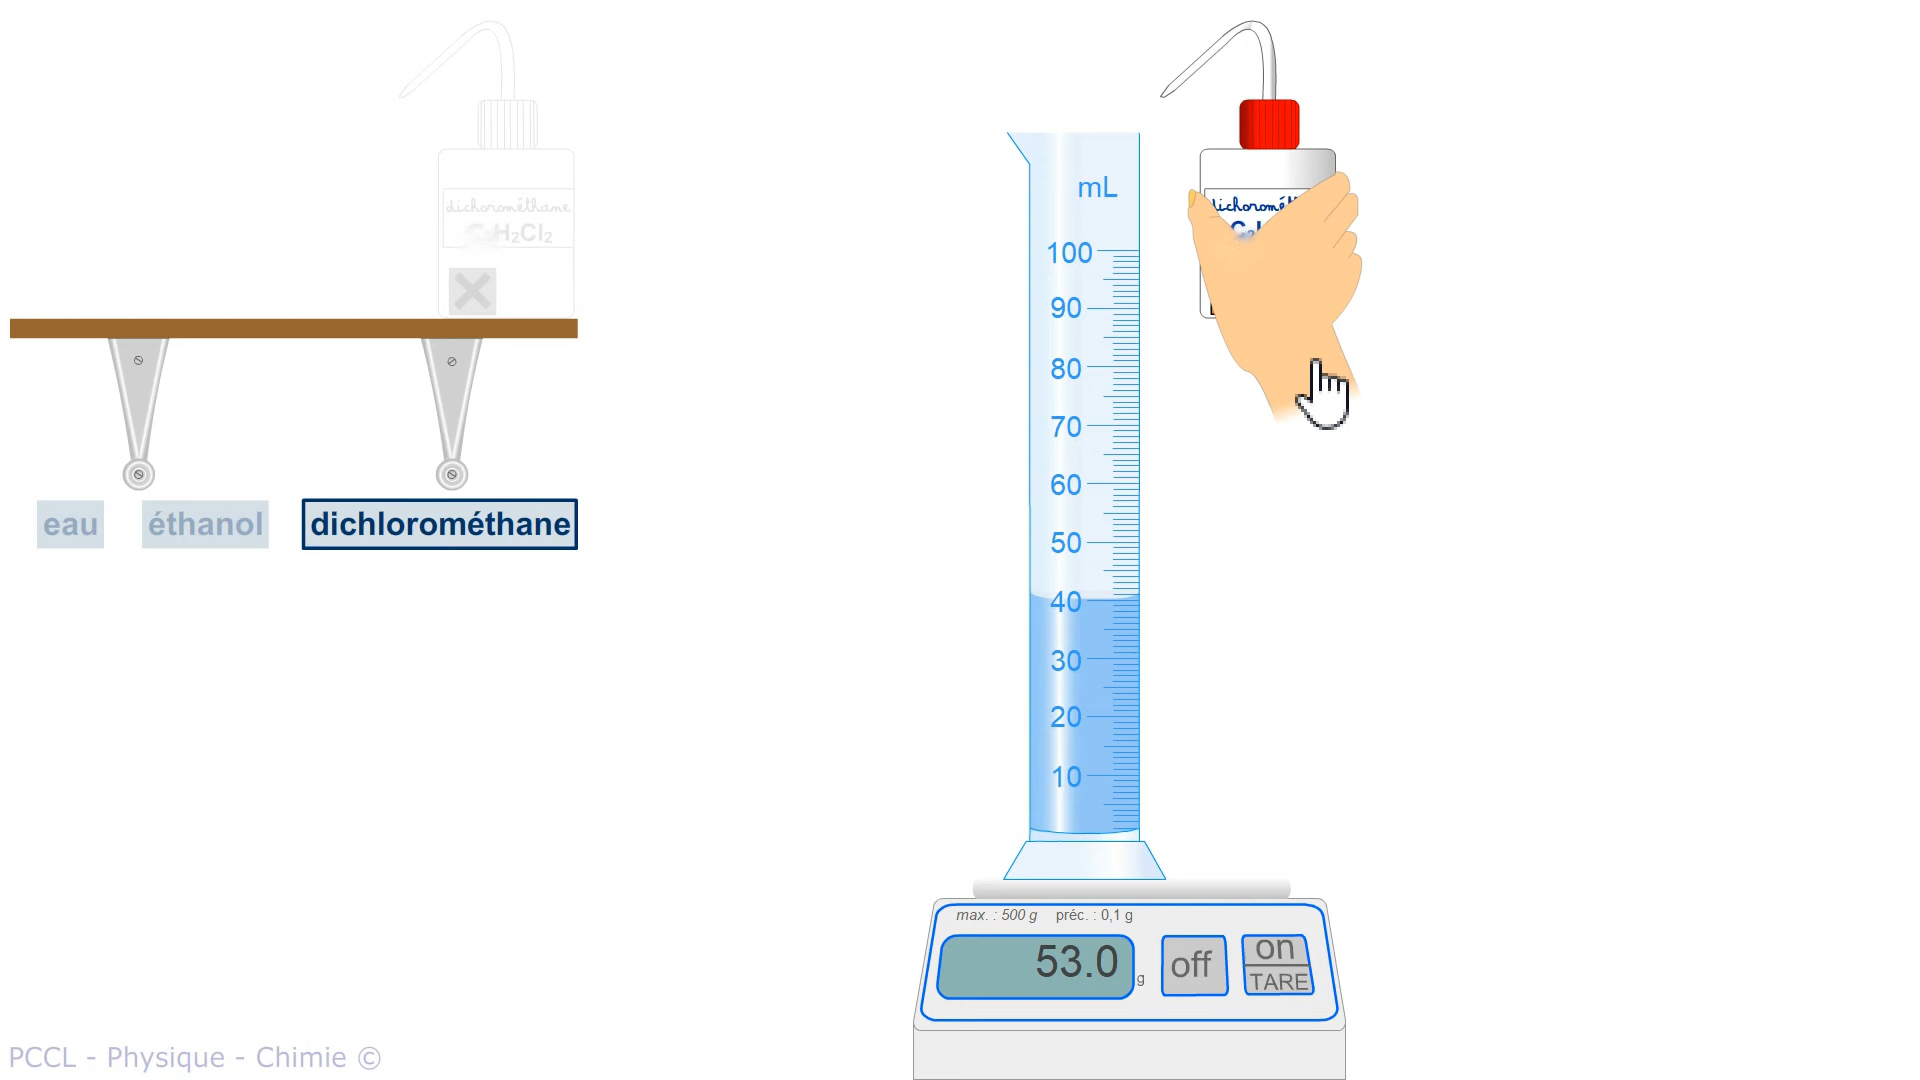 dichorométhane
H₂Cl₂
eau
éthanol
dichlorométhane
mL
100
90
80
70
60
50
40
30
20
10
max. : 500 g
préc. : 0,1 g
53.0
g
off
on
TARE
PCCL - Physique - Chimie ©